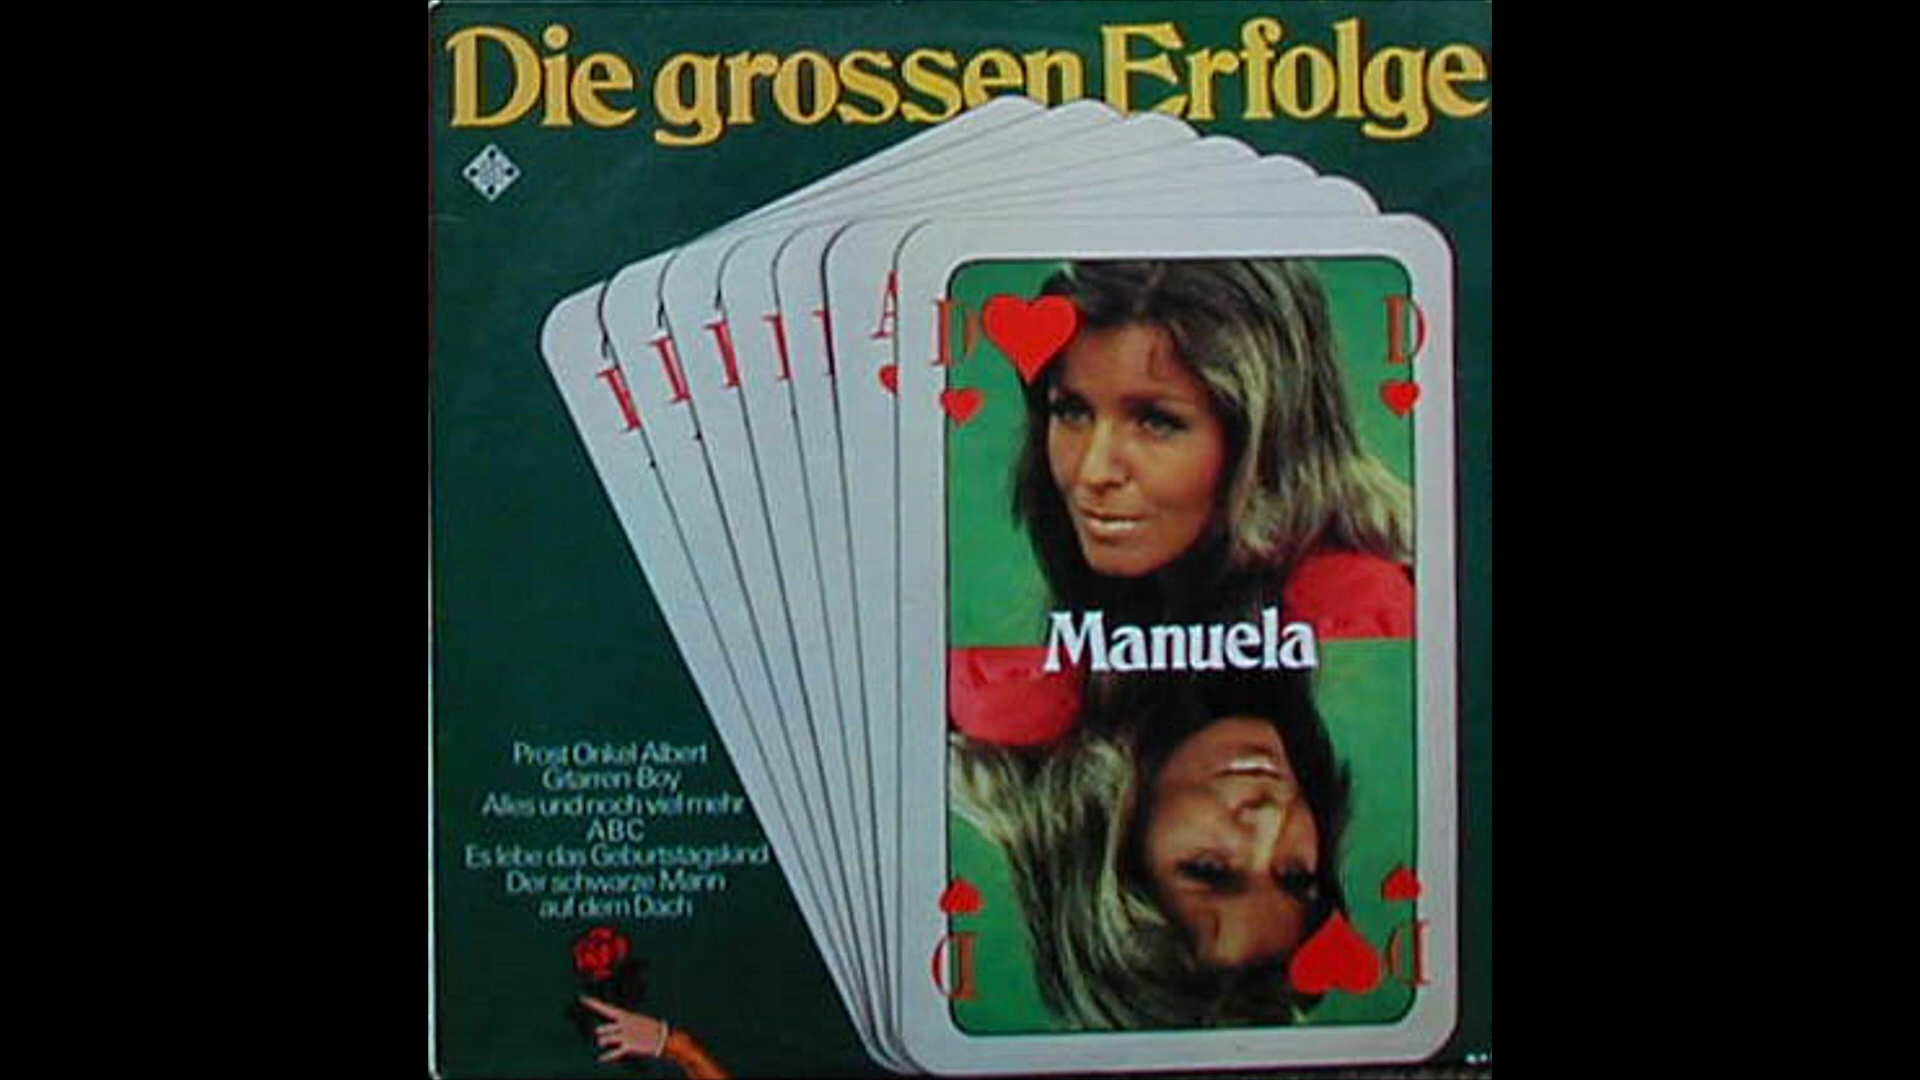 Die grossen Erfolge
A
D
D
Manuela
D
D
Prost Onkel Albert
Gitarren-Boy
Alles und noch viel mehr
ABC
Es lebe das Geburtstagskind
Der schwarze Mann
auf dem Dach